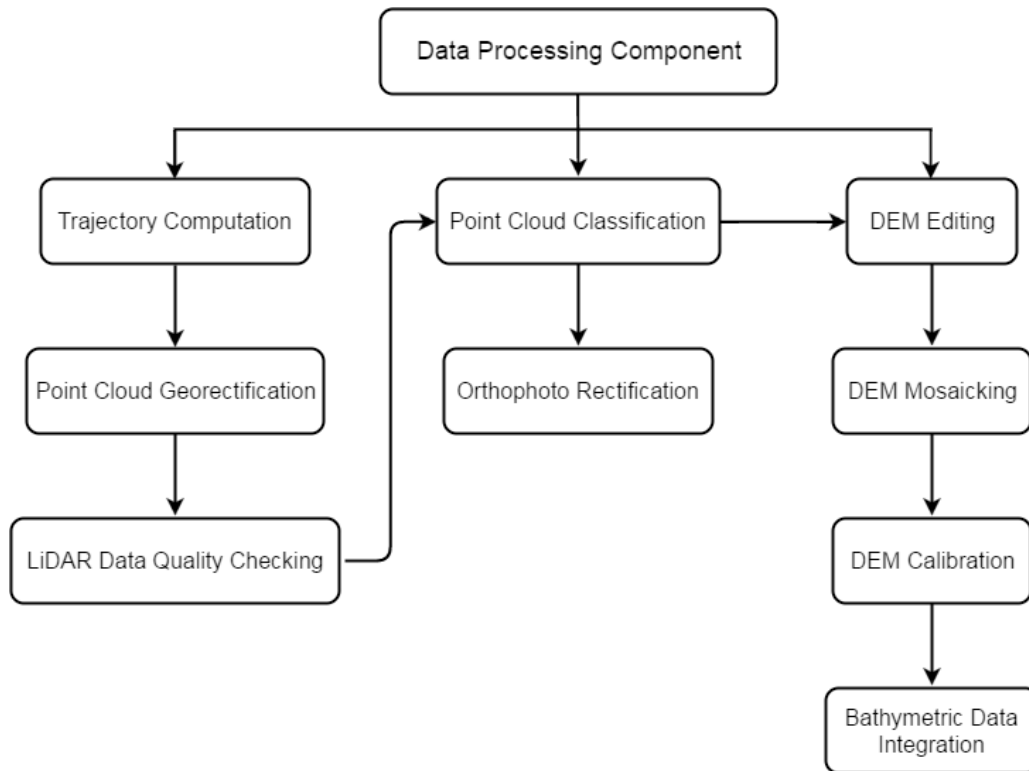 Data Processing Component
Trajectory Computation
Point Cloud Classification
DEM Editing
Point Cloud Georectification
Orthophoto Rectification
DEM Mosaicking
LiDAR Data Quality Checking
DEM Calibration
Bathymetric Data
Integration